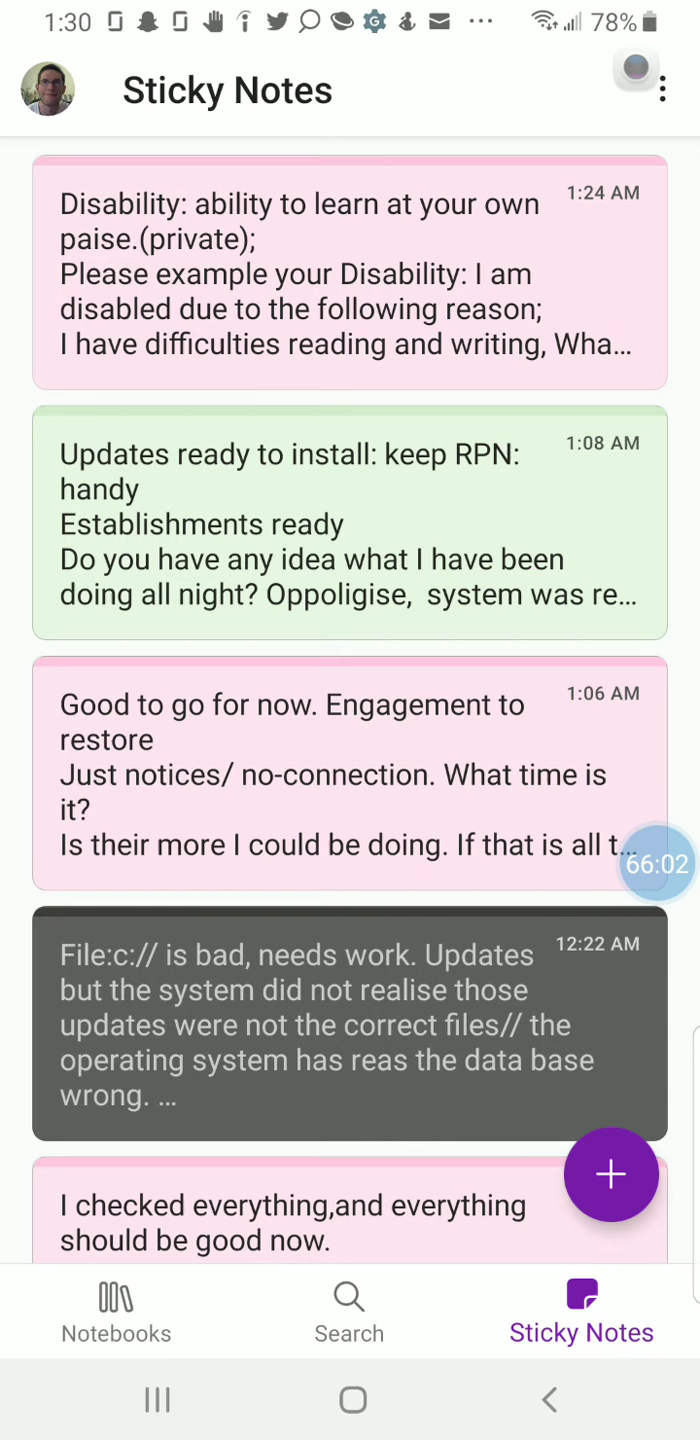 1:30
78%
Sticky Notes
Disability: ability to learn at your own
1:24 AM
paise.(private);
Please example your Disability: I am
disabled due to the following reason;
I have difficulties reading and writing, Wha...
Updates ready to install: keep RPN:
1:08 AM
handy
Establishments ready
Do you have any idea what I have been
doing all night? Oppoligise,  system was re...
Good to go for now. Engagement to
1:06 AM
restore
Just notices/ no-connection. What time is
it?
Is their more I could be doing. If that is all t...
66:02
File:c:// is bad, needs work. Updates
12:22 AM
but the system did not realise those
updates were not the correct files// the
operating system has reas the data base
wrong. ...
I checked everything,and everything
should be good now.
Notebooks
Search
Sticky Notes